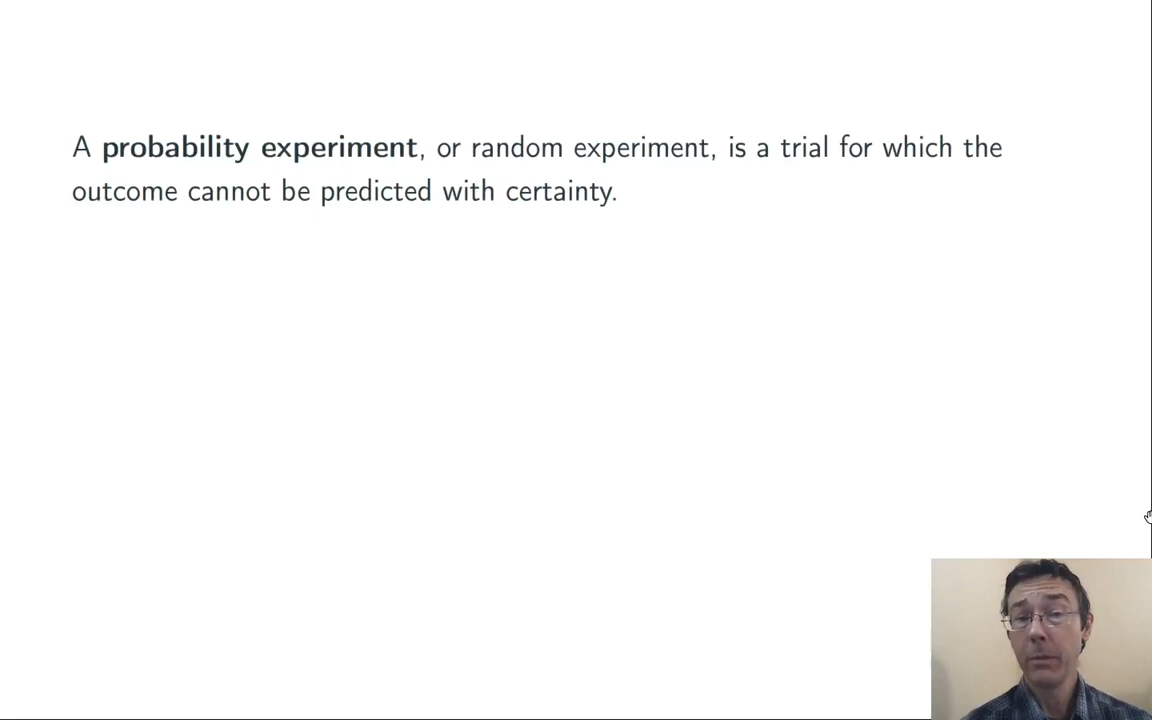 A probability experiment, or random experiment, is a trial for which the
outcome cannot be predicted with certainty.